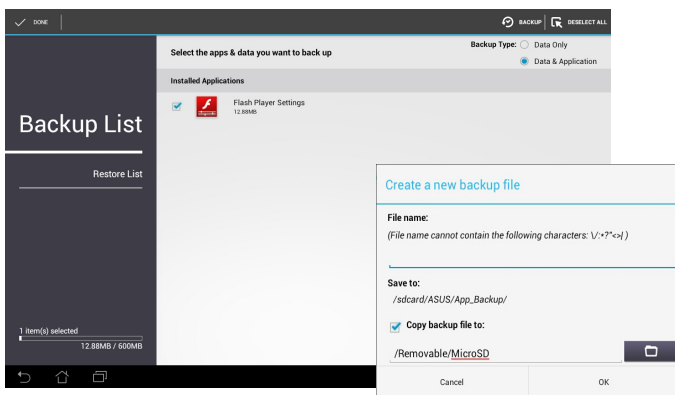 DONE
BACKUP
DESELECT ALL
Select the apps & data you want to back up
Backup Type:
Data Only
Data & Application
Installed Applications
Flash Player Settings
12.88MB
Backup List
Restore List
1 item(s) selected
12.88MB / 600MB
Create a new backup file
File name:
(File name cannot contain the following characters: \/:*?"<>| )
Save to:
/sdcard/ASUS/App_Backup/
Copy backup file to:
/Removable/MicroSD
Cancel
OK